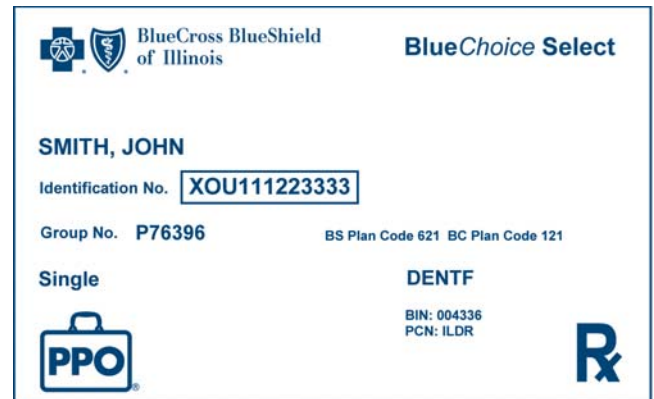 BlueCross BlueShield
of Illinois
BlueChoice Select
SMITH, JOHN
Identification No. XOU111223333
Group No. P76396
BS Plan Code 621 BC Plan Code 121
Single
DENTF
BIN: 004336
PCN: ILDR
PPO
®
Rx